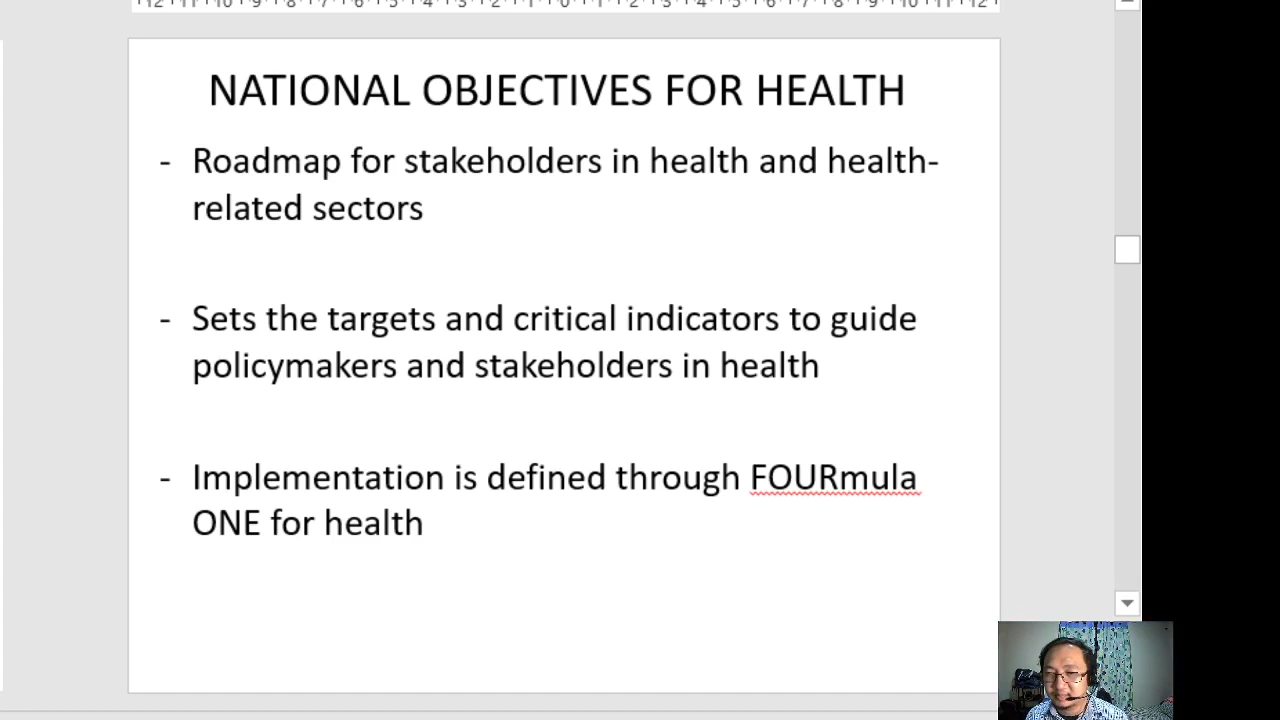 NATIONAL OBJECTIVES FOR HEALTH
- Roadmap for stakeholders in health and health-
related sectors
- Sets the targets and critical indicators to guide
policymakers and stakeholders in health
- Implementation is defined through FOURmula
ONE for health